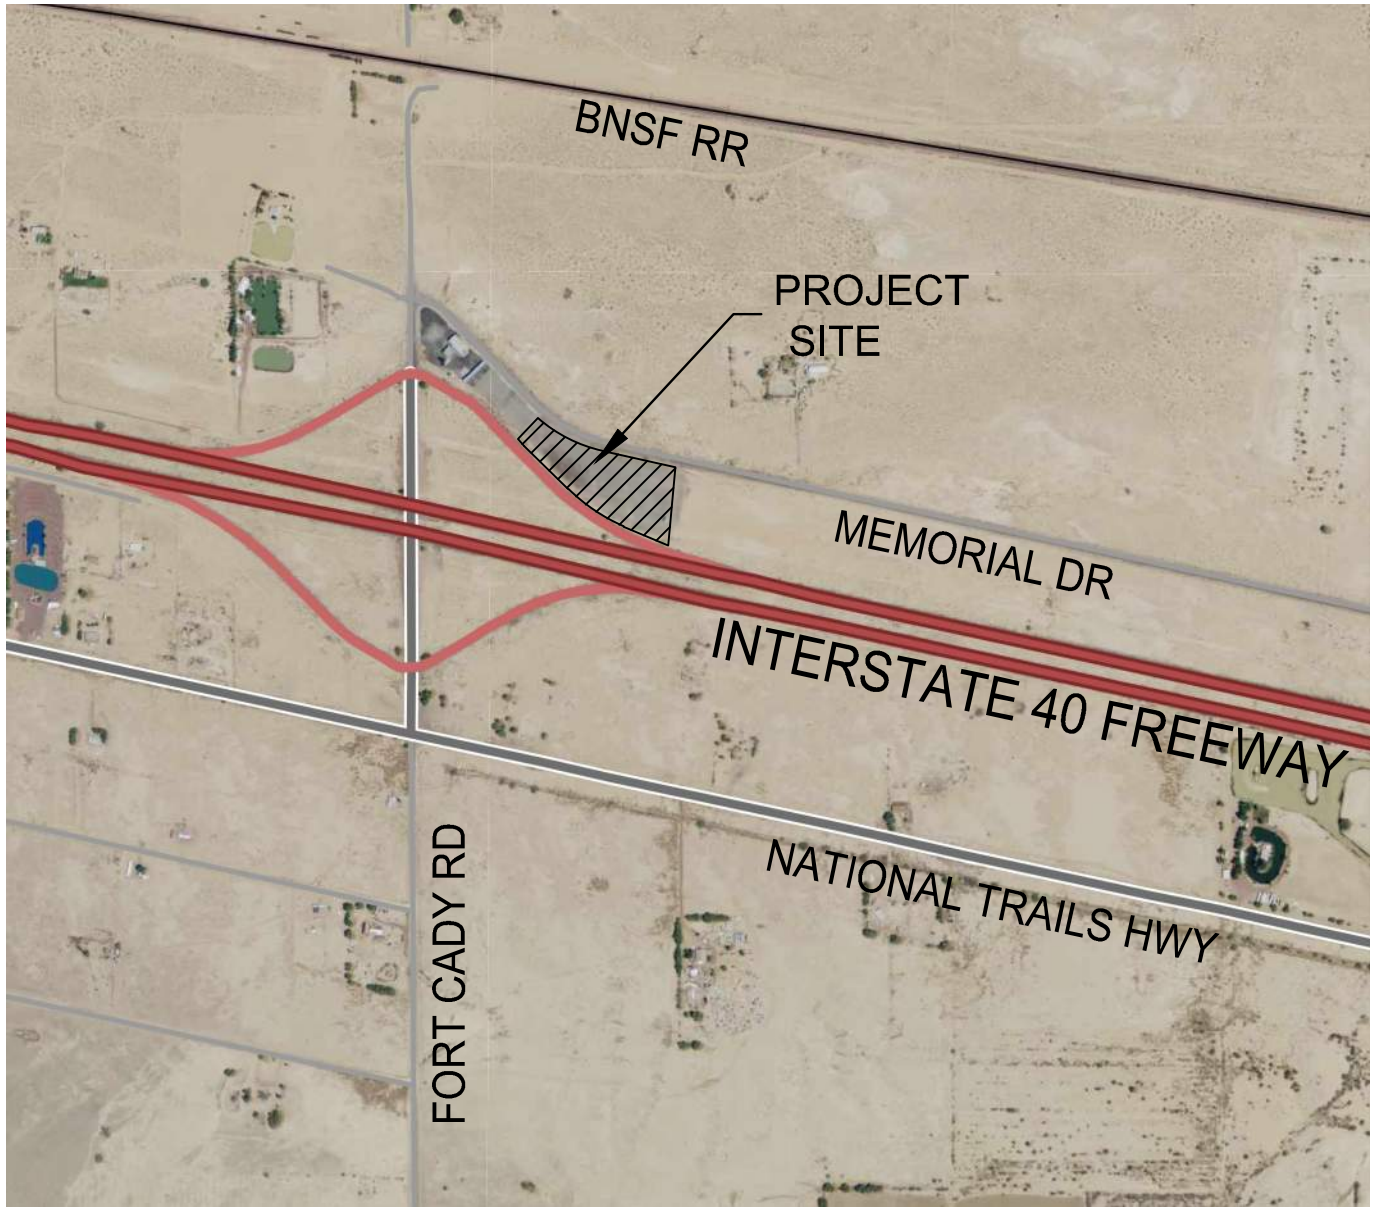 BNSF RR
PROJECT
SITE
MEMORIAL DR
INTERSTATE 40 FREEWAY
NATIONAL TRAILS HWY
FORT CADY RD